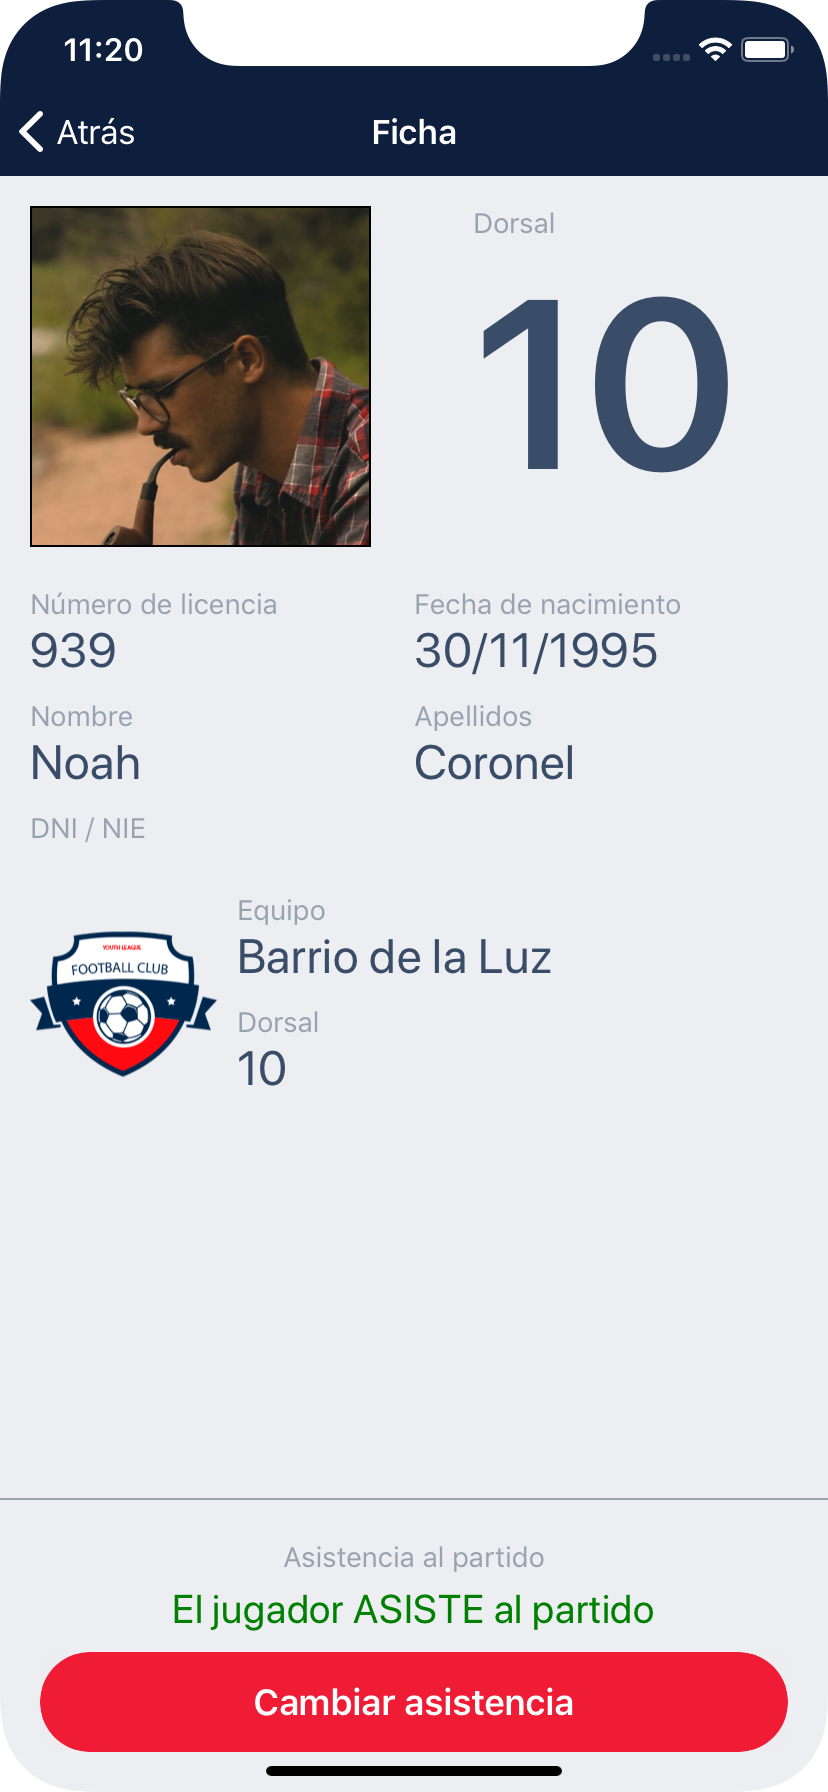 11:20
Atrás
Ficha
Dorsal
10
Número de licencia
939
Fecha de nacimiento
30/11/1995
Nombre
Noah
Apellidos
Coronel
DNI / NIE
YOUTH LEAGUE
FOOTBALL CLUB
Equipo
Barrio de la Luz
Dorsal
10
Asistencia al partido
El jugador ASISTE al partido
Cambiar asistencia